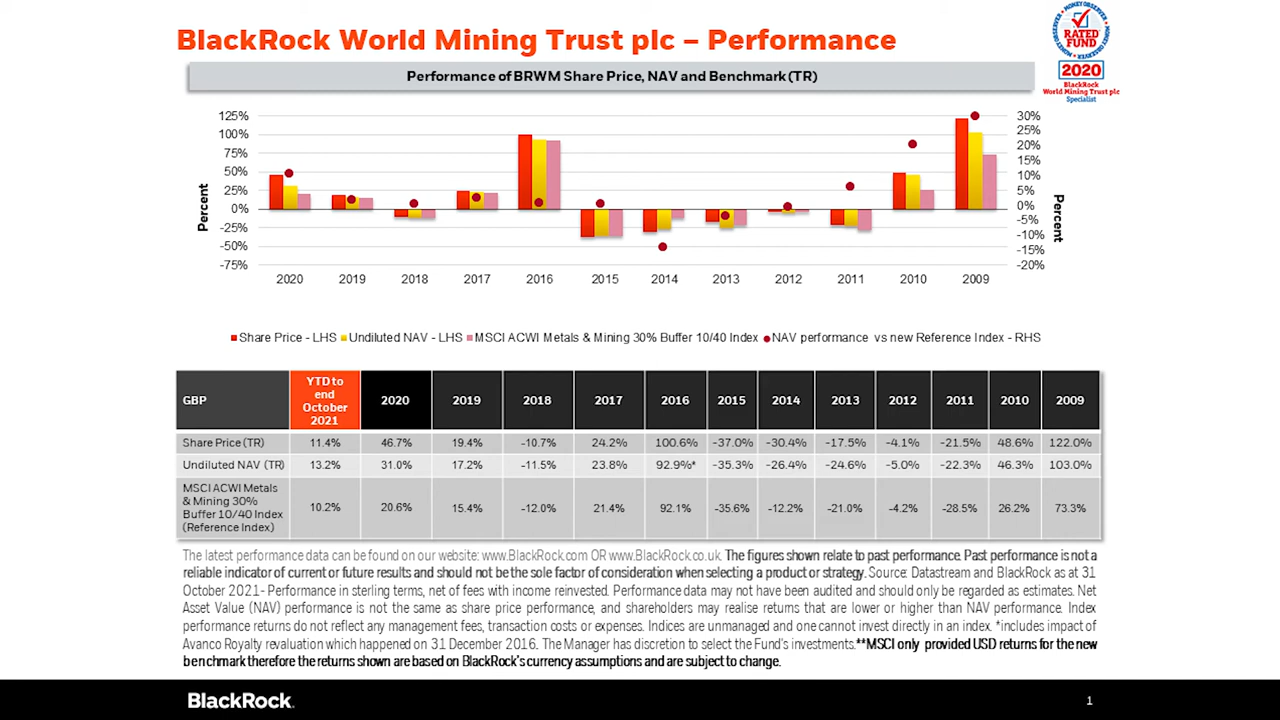 BlackRock World Mining Trust plc – Performance
MONEY OBSERVER
RATED FUND
2020
BlackRock
World Mining Trust plc
Specialist
Performance of BRWM Share Price, NAV and Benchmark (TR)
125%
100%
75%
50%
25%
0%
-25%
-50%
-75%
Percent
30%
25%
20%
15%
10%
5%
0%
-5%
-10%
-15%
-20%
Percent
2020 2019 2018 2017 2016 2015 2014 2013 2012 2011 2010 2009
Share Price - LHS Undiluted NAV - LHS MSCI ACWI Metals & Mining 30% Buffer 10/40 Index NAV performance vs new Reference Index - RHS
GBP YTD to end October 2021 2020 2019 2018 2017 2016 2015 2014 2013 2012 2011 2010 2009
Share Price (TR) 11.4% 46.7% 19.4% -10.7% 24.2% 100.6% -37.0% -30.4% -17.5% -4.1% -21.5% 48.6% 122.0%
Undiluted NAV (TR) 13.2% 31.0% 17.2% -11.5% 23.8% 92.9%* -35.3% -26.4% -24.6% -5.0% -22.3% 46.3% 103.0%
MSCI ACWI Metals & Mining 30% Buffer 10/40 Index (Reference Index) 10.2% 20.6% 15.4% -12.0% 21.4% 92.1% -35.6% -12.2% -21.0% -4.2% -28.5% 26.2% 73.3%
The latest performance data can be found on our website: www.BlackRock.com OR www.BlackRock.co.uk. The figures shown relate to past performance. Past performance is not a
reliable indicator of current or future results and should not be the sole factor of consideration when selecting a product or strategy. Source: Datastream and BlackRock as at 31
October 2021- Performance in sterling terms, net of fees with income reinvested. Performance data may not have been audited and should only be regarded as estimates. Net
Asset Value (NAV) performance is not the same as share price performance, and shareholders may realise returns that are lower or higher than NAV performance. Index
performance returns do not reflect any management fees, transaction costs or expenses. Indices are unmanaged and one cannot invest directly in an index. *includes impact of
Avanco Royalty revaluation which happened on 31 December 2016. The Manager has discretion to select the Fund's investments.**MSCI only provided USD returns for the new
benchmark therefore the returns shown are based on BlackRock's currency assumptions and are subject to change.
BlackRock.
1